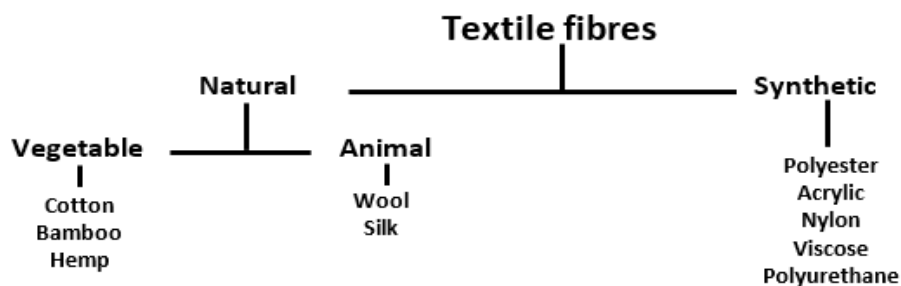 Textile fibres
Natural
Synthetic
Vegetable
Animal
Cotton
Bamboo
Hemp
Wool
Silk
Polyester
Acrylic
Nylon
Viscose
Polyurethane